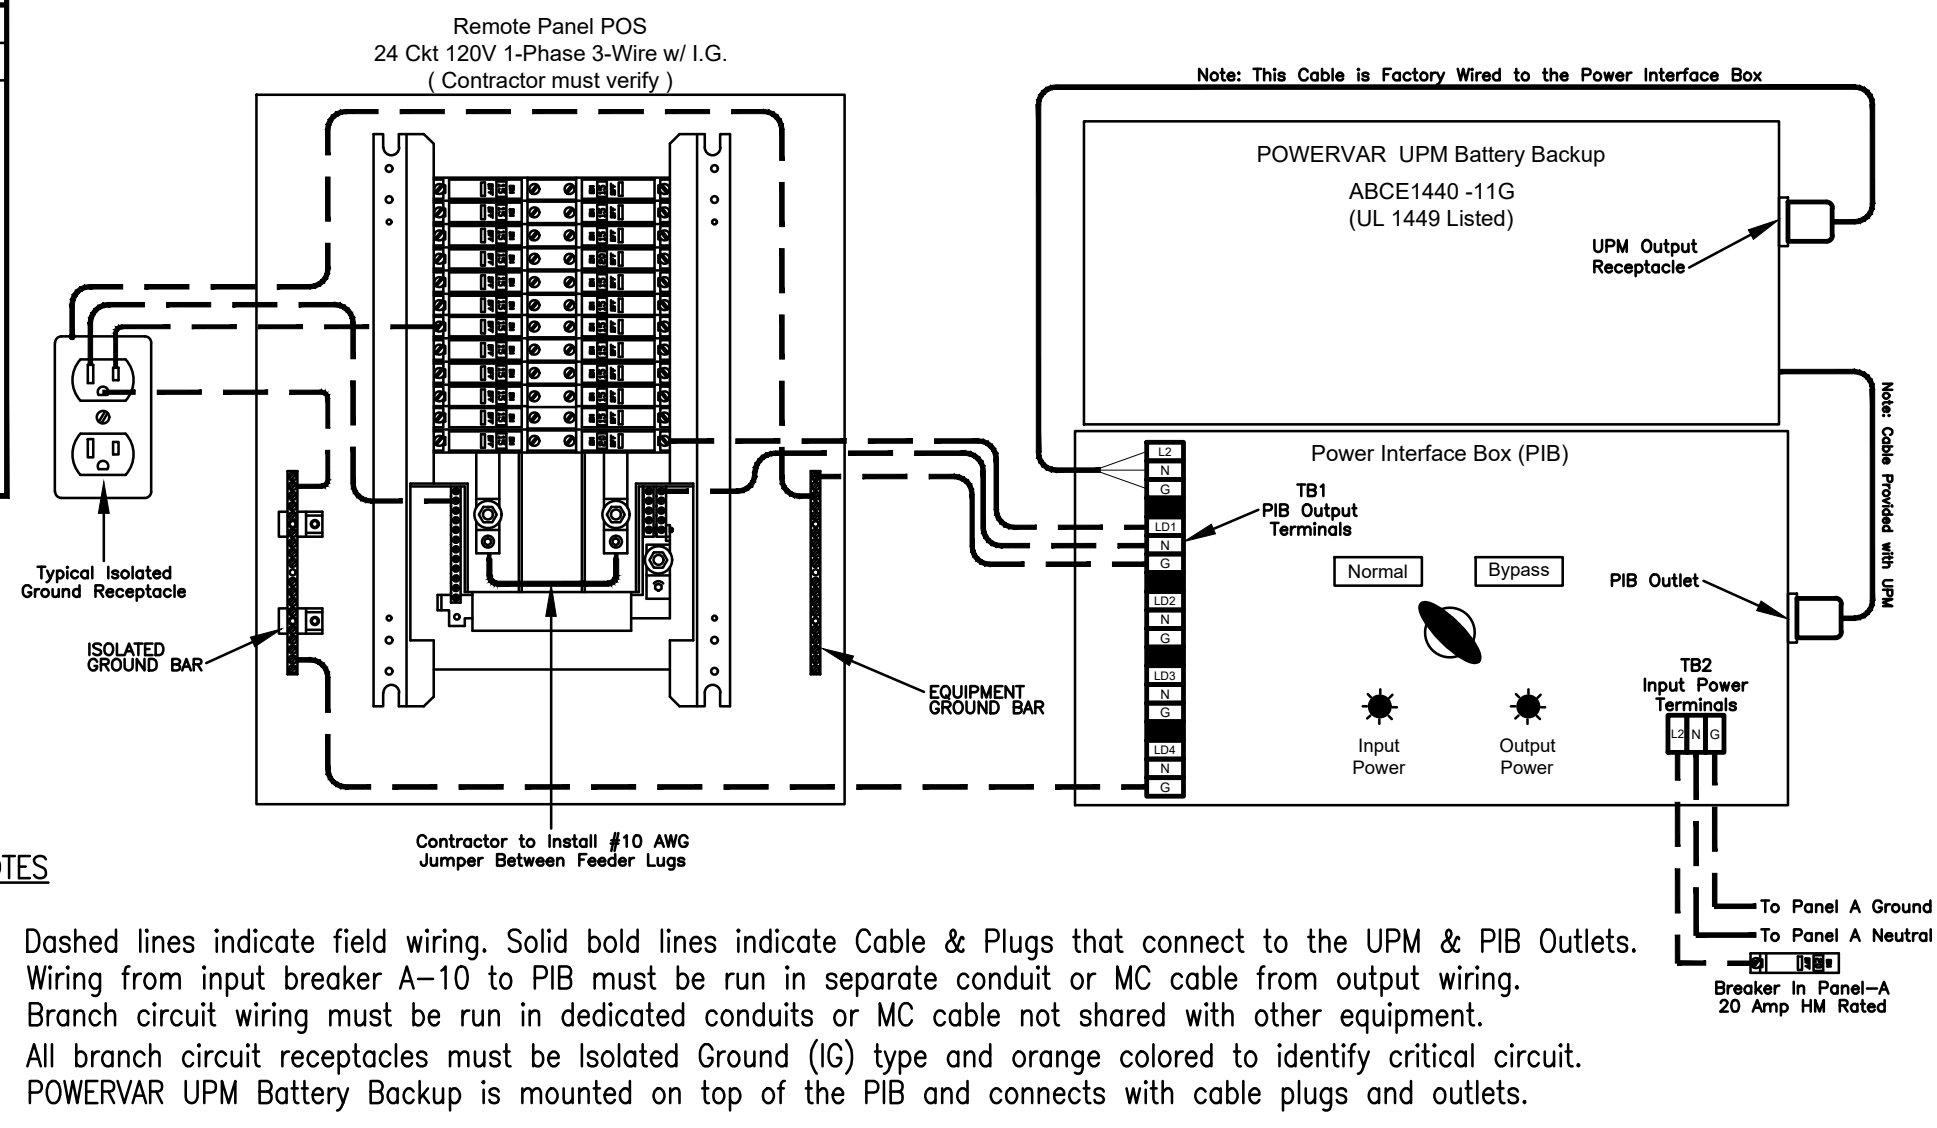 Remote Panel POS
24 Ckt 120V 1-Phase 3-Wire w/ I.G.
( Contractor must verify )
Note: This Cable is Factory Wired to the Power Interface Box
POWERVAR UPM Battery Backup
ABCE1440 -11G
(UL 1449 Listed)
UPM Output
Receptacle
Note: Cable Provided with UPM
Power Interface Box (PIB)
L2
N
G
LD1
N
G
LD2
N
G
LD3
N
G
LD4
N
G
TB1
PIB Output
Terminals
Normal
Bypass
PIB Outlet
Input
Power
Output
Power
TB2
Input Power
Terminals
L2 N G
Typical Isolated
Ground Receptacle
ISOLATED
GROUND BAR
EQUIPMENT
GROUND BAR
Contractor to Install #10 AWG
Jumper Between Feeder Lugs
To Panel A Ground
To Panel A Neutral
Breaker In Panel-A
20 Amp HM Rated
OTES
Dashed lines indicate field wiring. Solid bold lines indicate Cable & Plugs that connect to the UPM & PIB Outlets.
Wiring from input breaker A-10 to PIB must be run in separate conduit or MC cable from output wiring.
Branch circuit wiring must be run in dedicated conduits or MC cable not shared with other equipment.
All branch circuit receptacles must be Isolated Ground (IG) type and orange colored to identify critical circuit.
POWERVAR UPM Battery Backup is mounted on top of the PIB and connects with cable plugs and outlets.